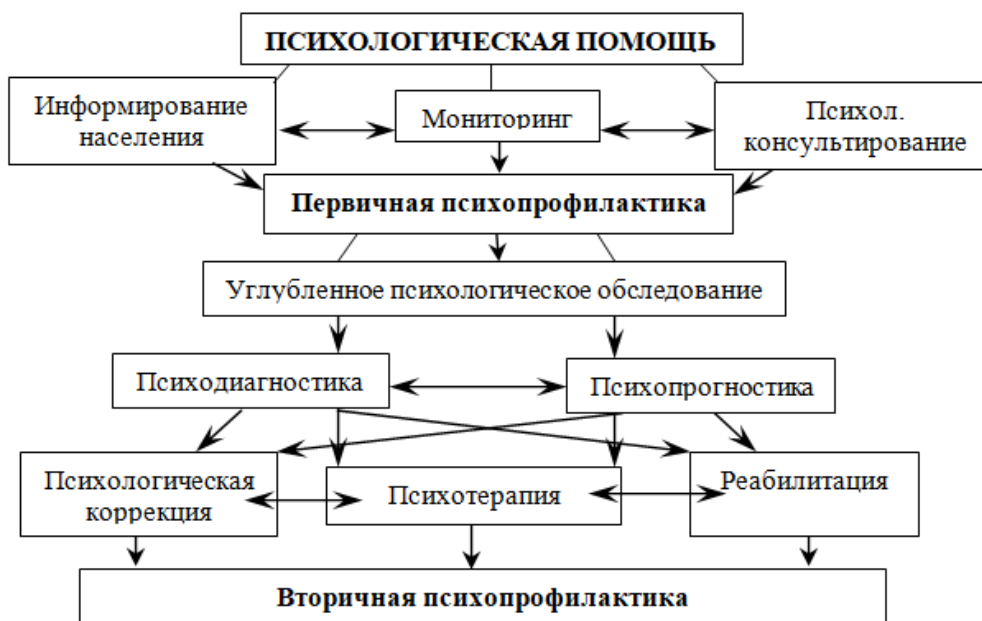 ПСИХОЛОГИЧЕСКАЯ ПОМОЩЬ
Информирование
населения
Мониторинг
Психол.
консультирование
Первичная психопрофилактика
Углубленное психологическое обследование
Психодиагностика
Психопрогностика
Психологическая
коррекция
Психотерапия
Реабилитация
Вторичная психопрофилактика